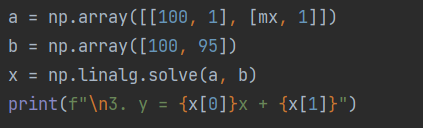 a = np.array([[100, 1], [mx, 1]])
b = np.array([100, 95])
x = np.linalg.solve(a, b)
print(f"\n3. y = {x[0]}x + {x[1]}")